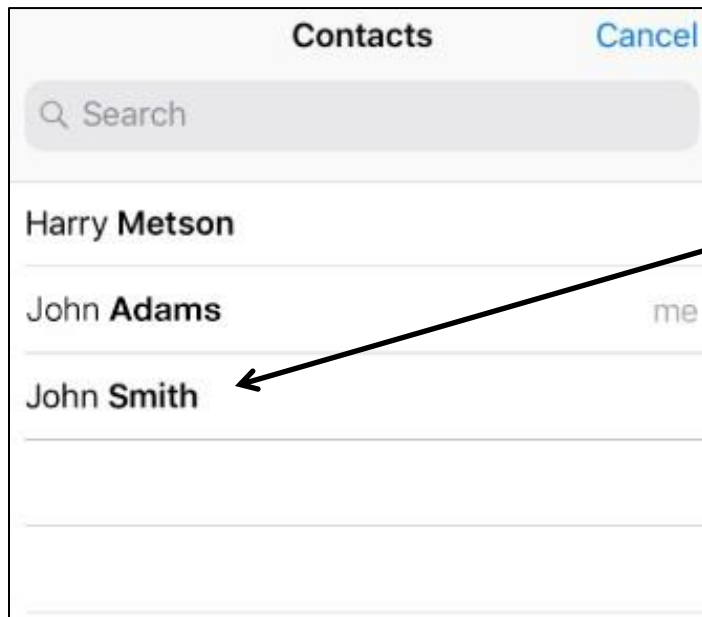 Contacts Cancel
Search
Harry Metson
John Adams me
John Smith